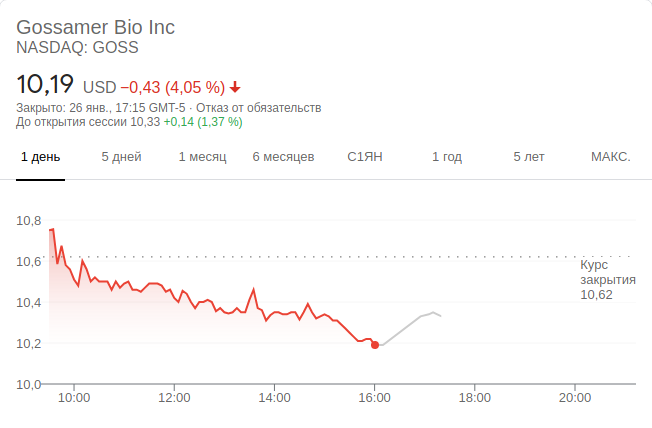 Gossamer Bio Inc
NASDAQ: GOSS
10,19 USD −0,43 (4,05 %)
Закрыто: 26 янв., 17:15 GMT-5 · Отказ от обязательств
До открытия сессии 10,33 +0,14 (1,37 %)
1 день 5 дней 1 месяц 6 месяцев С1ЯН 1 год 5 лет МАКС.
10,8
10,6
Курс
закрытия
10,62
10,4
10,2
10,0
10:00 12:00 14:00 16:00 18:00 20:00